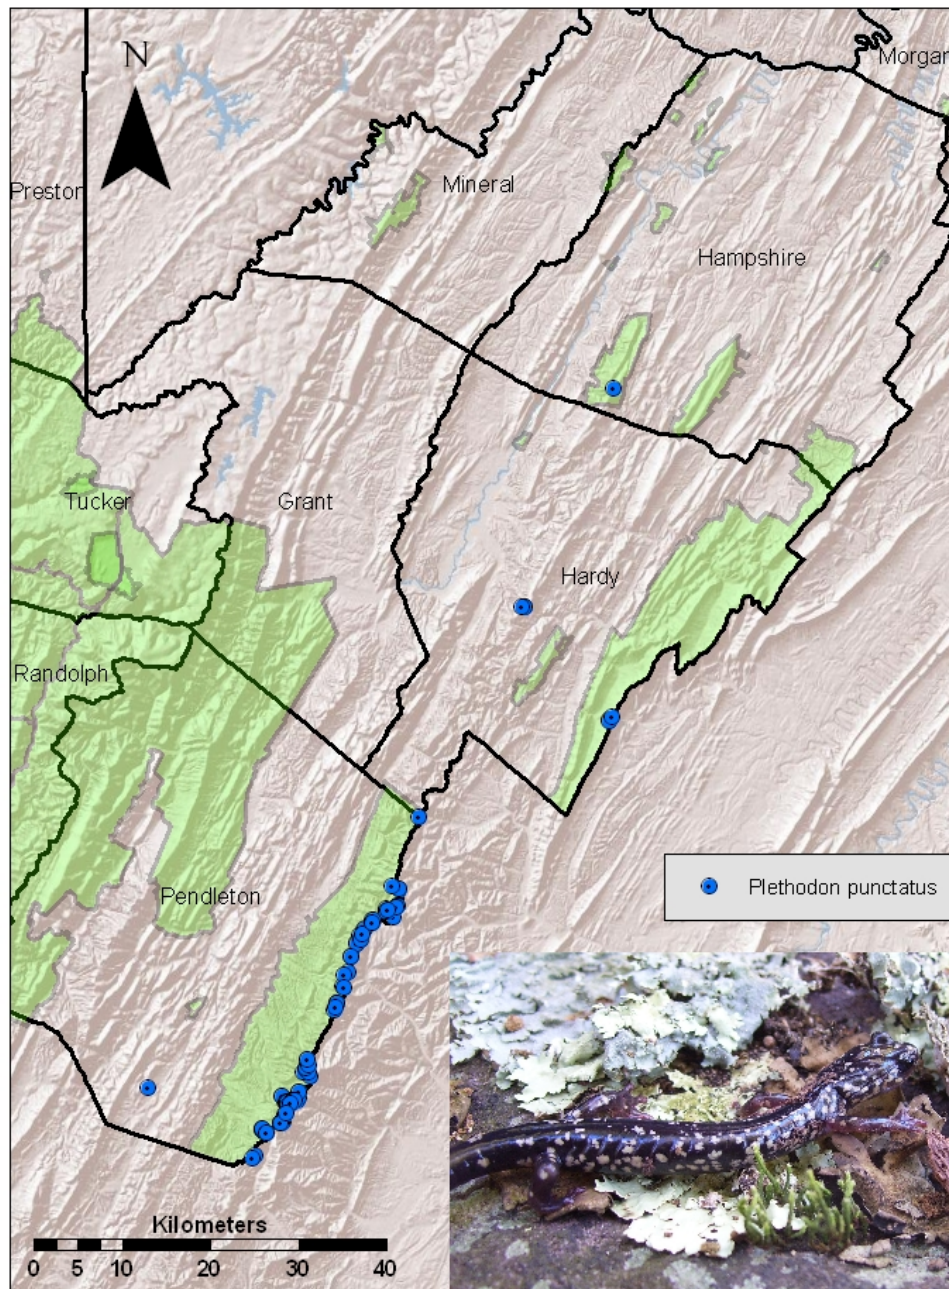 N
Morgan
Preston
Mineral
Hampshire
Tucker
Grant
Hardy
Randolph
Plethodon punctatus
Pendleton
Kilometers
0 5 10 20 30 40